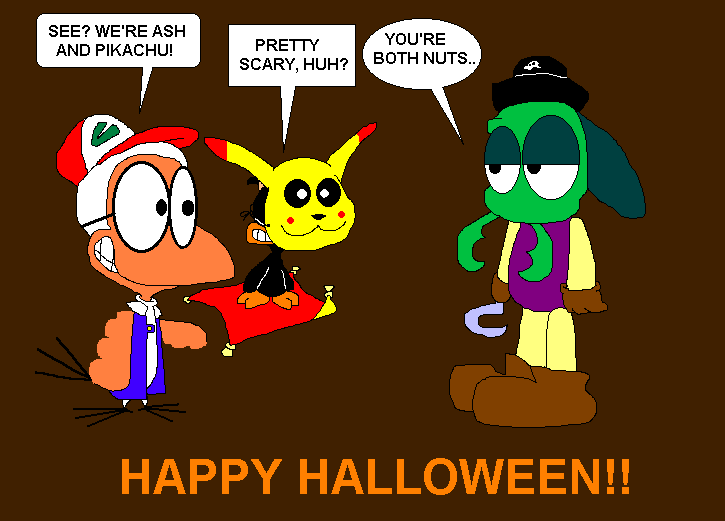 SEE? WE'RE ASH
AND PIKACHU!
PRETTY
SCARY, HUH?
YOU'RE
BOTH NUTS..
HAPPY HALLOWEEN!!